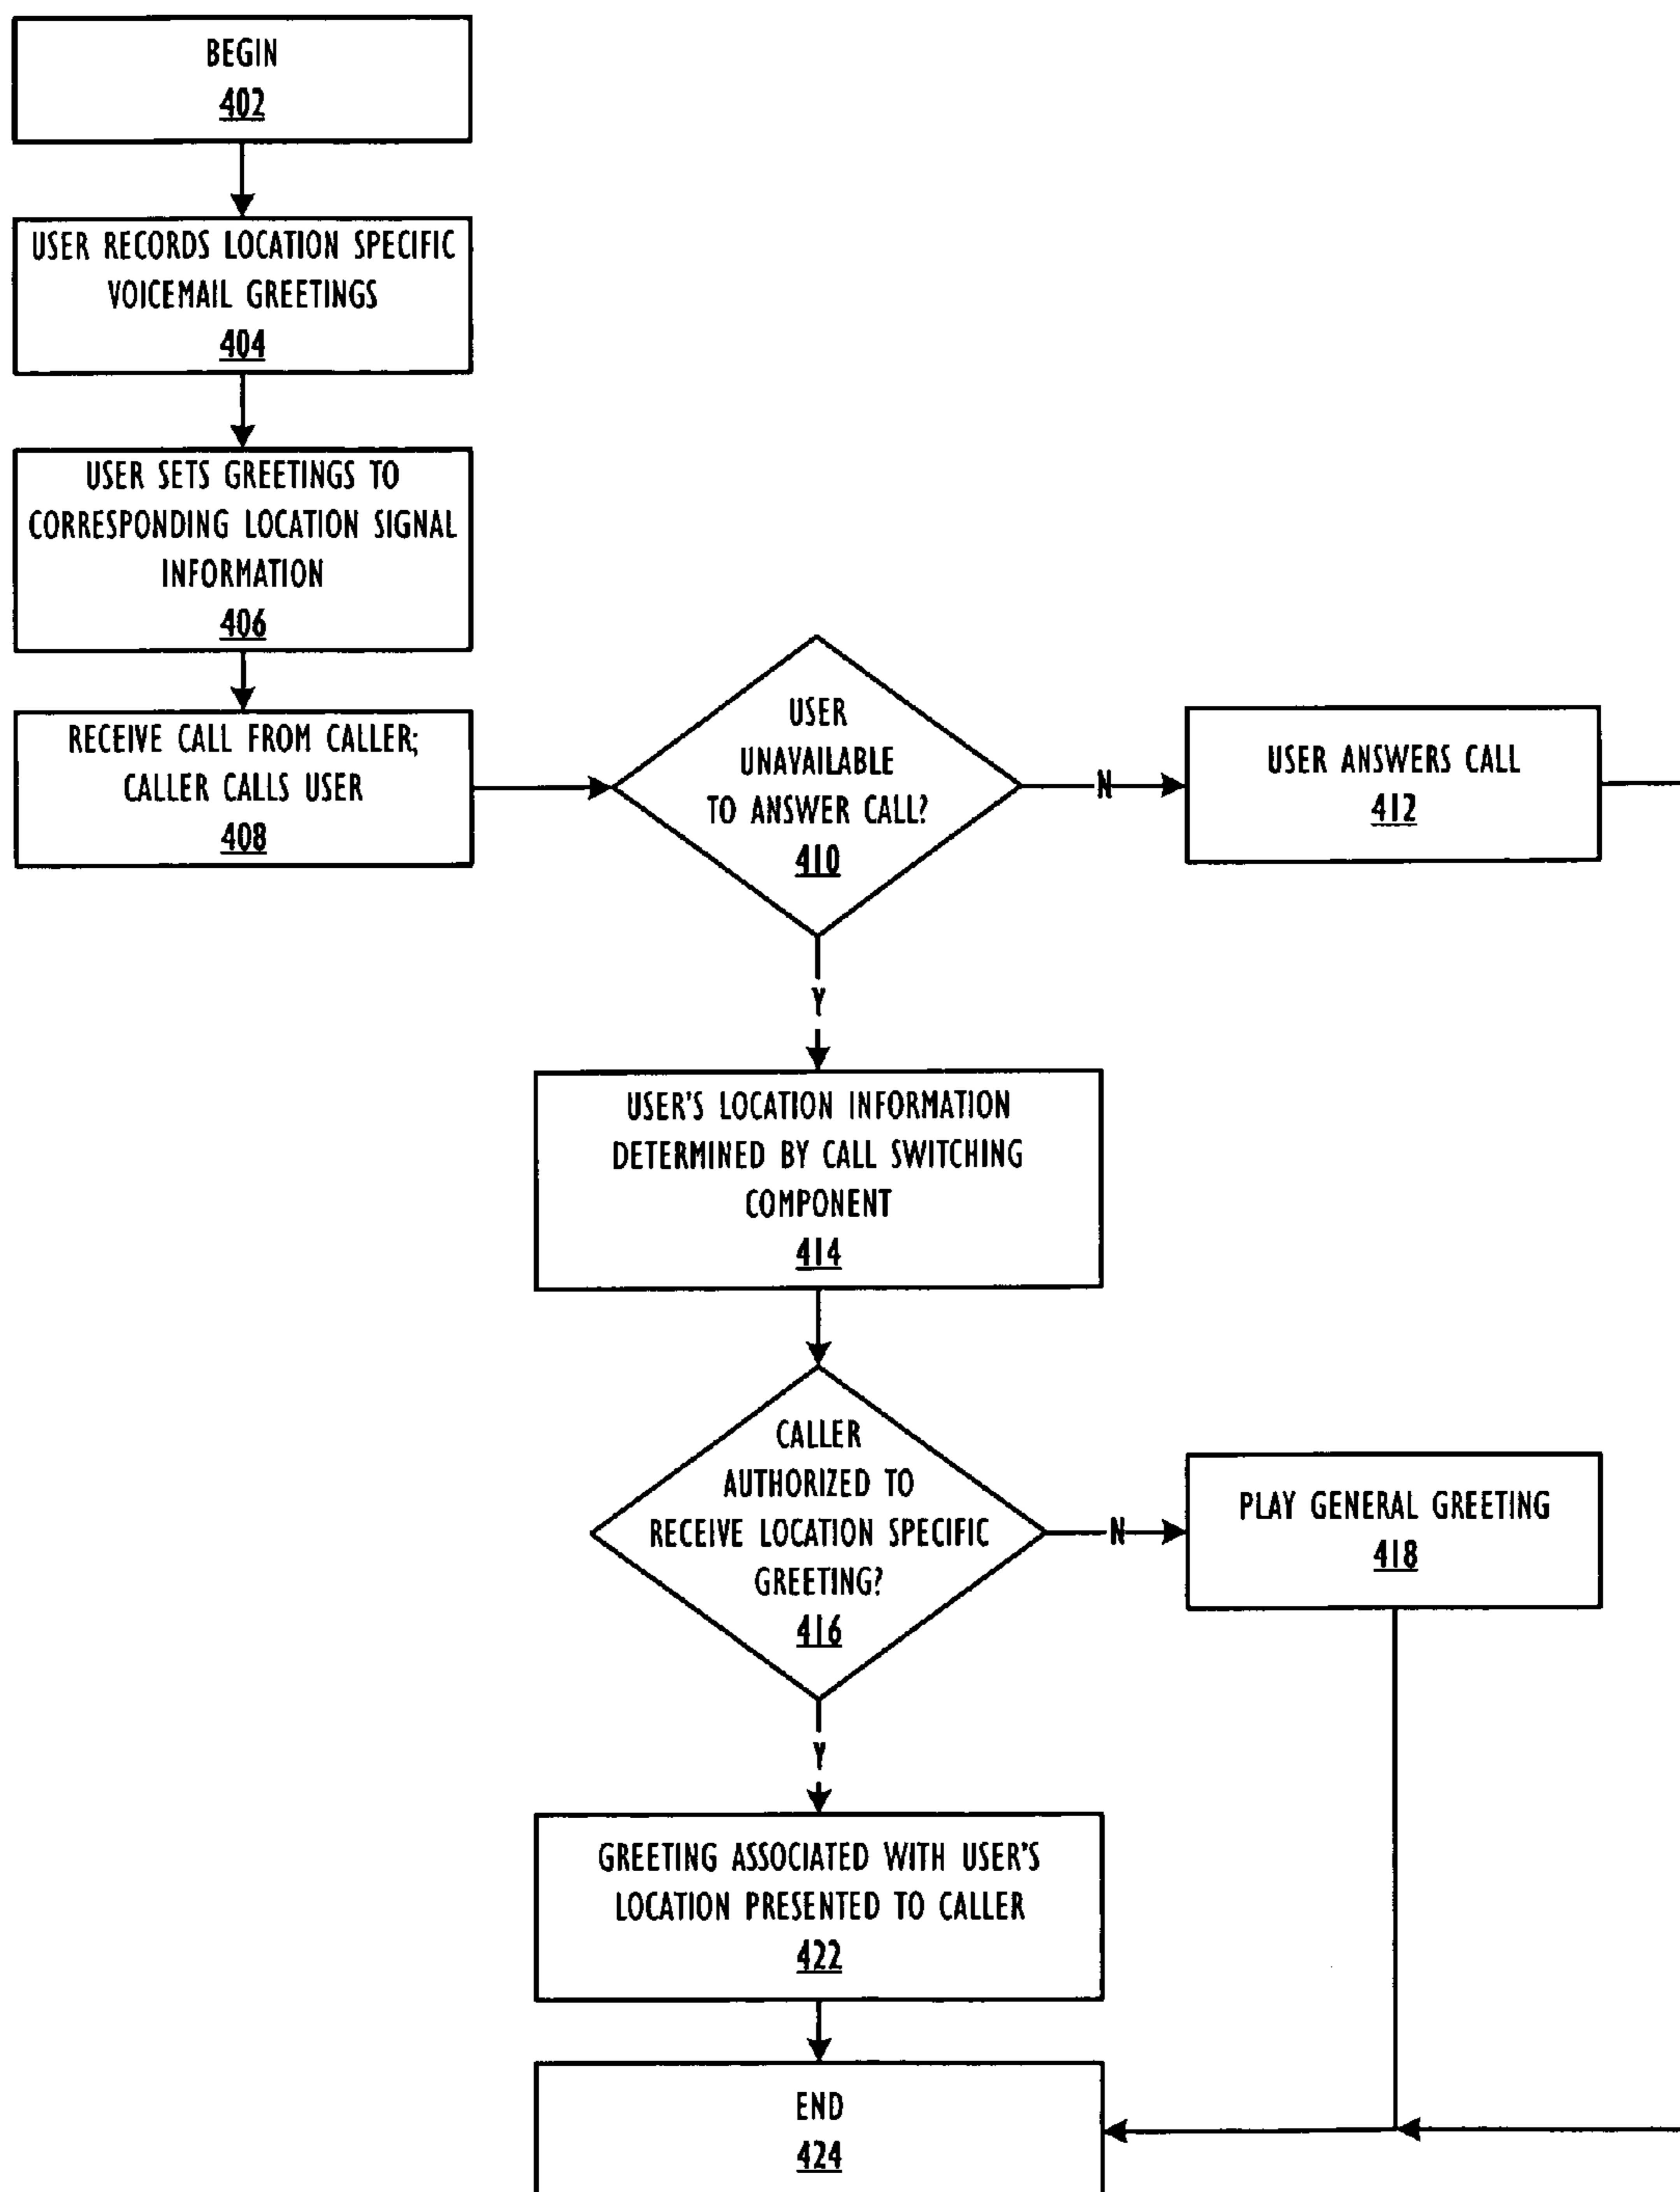 BEGIN
402
USER RECORDS LOCATION SPECIFIC
VOICEMAIL GREETINGS
404
USER SETS GREETINGS TO
CORRESPONDING LOCATION SIGNAL
INFORMATION
406
RECEIVE CALL FROM CALLER;
CALLER CALLS USER
408
USER
UNAVAILABLE
TO ANSWER CALL?
410
N
USER ANSWERS CALL
412
Y
USER'S LOCATION INFORMATION
DETERMINED BY CALL SWITCHING
COMPONENT
414
CALLER
AUTHORIZED TO
RECEIVE LOCATION SPECIFIC
GREETING?
416
N
PLAY GENERAL GREETING
418
Y
GREETING ASSOCIATED WITH USER'S
LOCATION PRESENTED TO CALLER
422
END
424